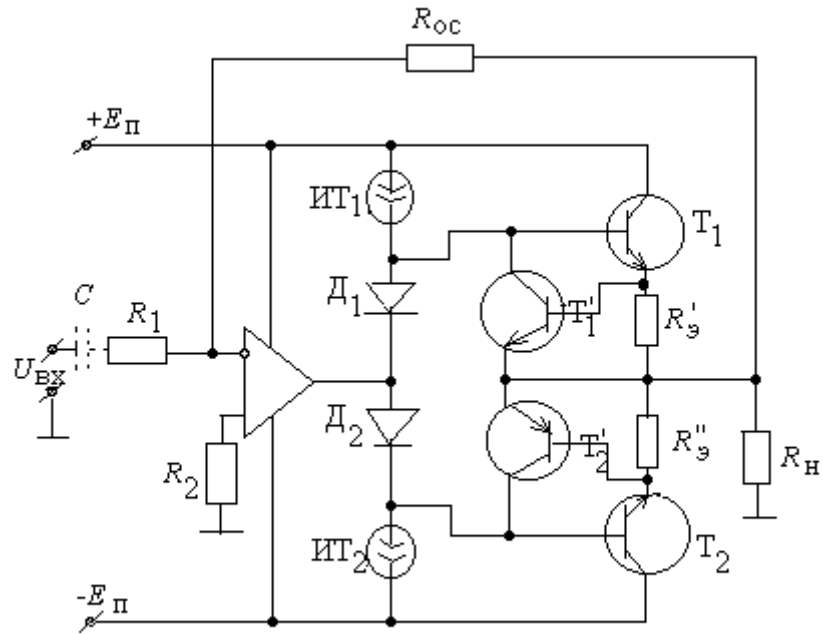 Rос
+Eп
ИТ1
T1
C
R1
Д1
T'1
R'э
Uвх
Д2
R2
T'2
R''э
Rн
ИТ2
T2
-Eп